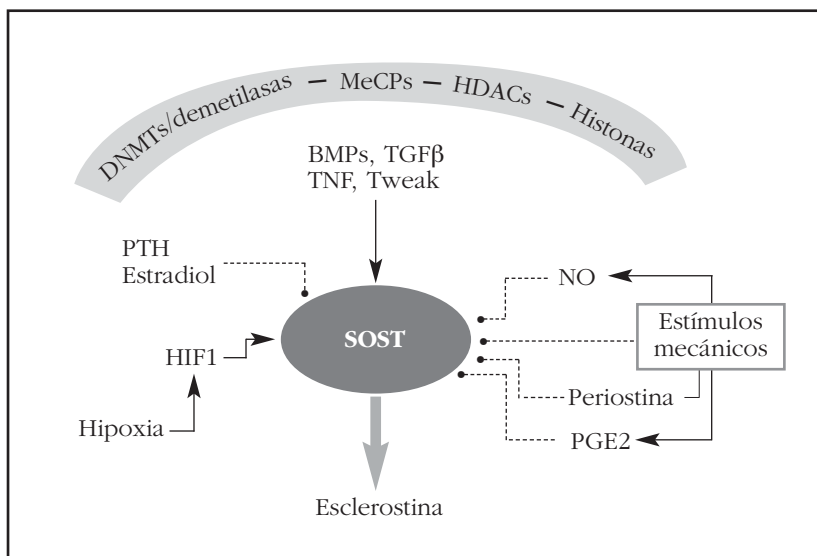 DNMTs/demetilasas – MeCPs – HDACs – Histonas
BMPs, TGFβ
TNF, Tweak
PTH
Estradiol
NO
Estímulos
mecánicos
SOST
HIF1
Periostina
Hipoxia
PGE2
Esclerostina